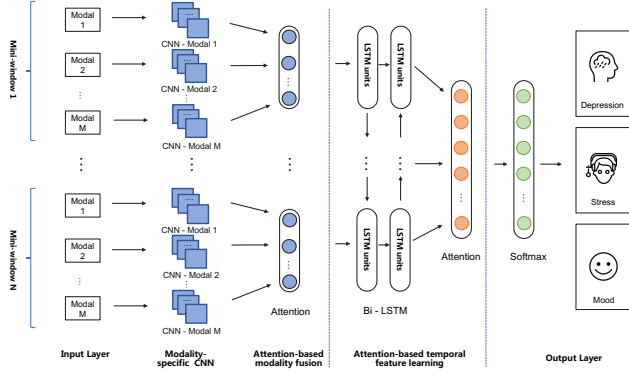 Mini-window 1
Modal
1
CNN - Modal 1
Modal
2
CNN - Modal 2
...
Modal
M
CNN - Modal M
LSTM units
LSTM units
Depression
Mini-window N
Modal
1
CNN - Modal 1
Modal
2
CNN - Modal 2
...
Modal
M
CNN - Modal M
Attention
LSTM units
LSTM units
Bi - LSTM
Attention
Softmax
Stress
Mood
Input Layer
Modality-
specific CNN
Attention-based
modality fusion
Attention-based temporal
feature learning
Output Layer